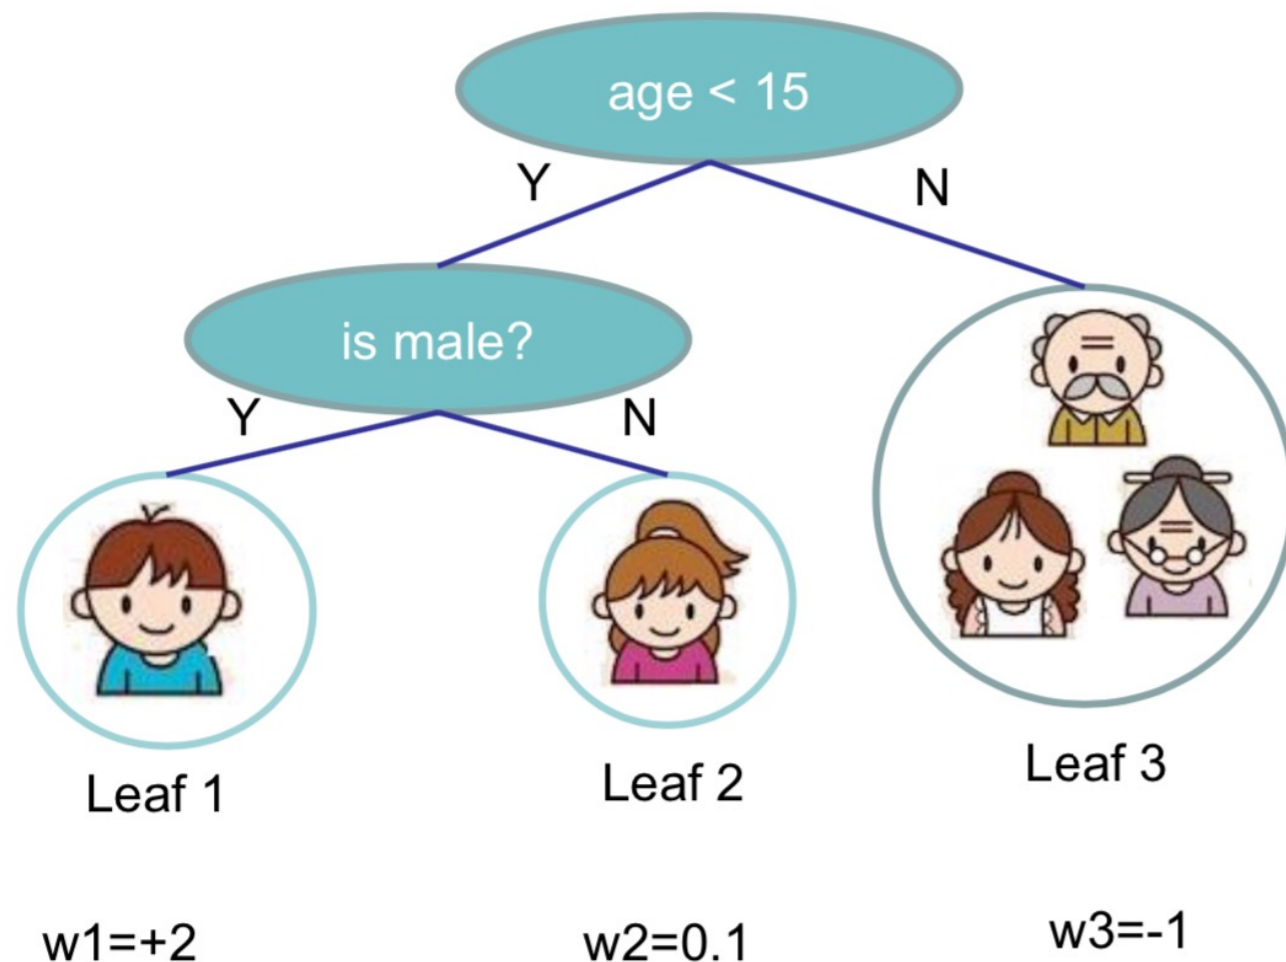 age < 15
Y
N
is male?
Y
N
Leaf 1
Leaf 2
Leaf 3
w1=+2
w2=0.1
w3=-1